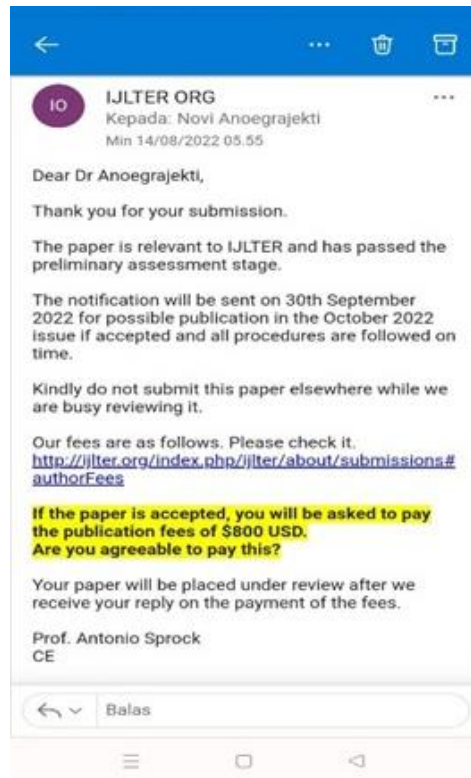 IO
IJLTER ORG
Kepada: Novi Anoegrajekti
Min 14/08/2022 05.55
Dear Dr Anoegrajekti,
Thank you for your submission.
The paper is relevant to IJLTER and has passed the
preliminary assessment stage.
The notification will be sent on 30th September
2022 for possible publication in the October 2022
issue if accepted and all procedures are followed on
time.
Kindly do not submit this paper elsewhere while we
are busy reviewing it.
Our fees are as follows. Please check it.
http://ijlter.org/index.php/ijlter/about/submissions#
authorFees
If the paper is accepted, you will be asked to pay
the publication fees of $800 USD.
Are you agreeable to pay this?
Your paper will be placed under review after we
receive your reply on the payment of the fees.
Prof. Antonio Sprock
CE
Balas